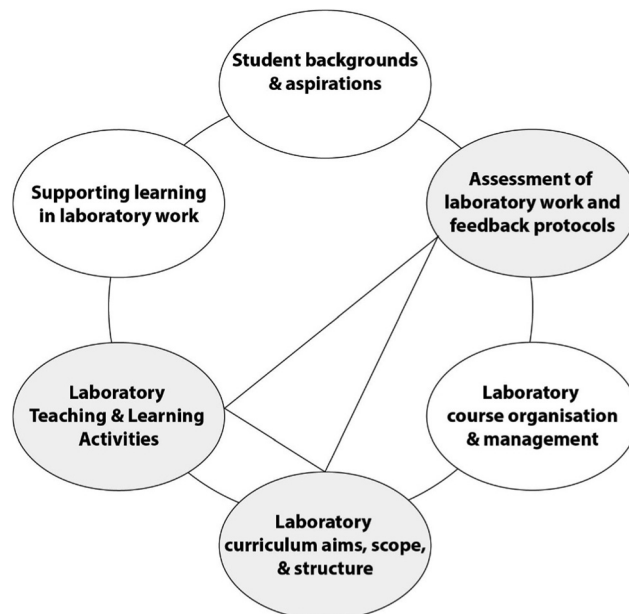 Student backgrounds
& aspirations
Assessment of
laboratory work and
feedback protocols
Supporting learning
in laboratory work
Laboratory
course organisation
& management
Laboratory
Teaching & Learning
Activities
Laboratory
curriculum aims, scope,
& structure